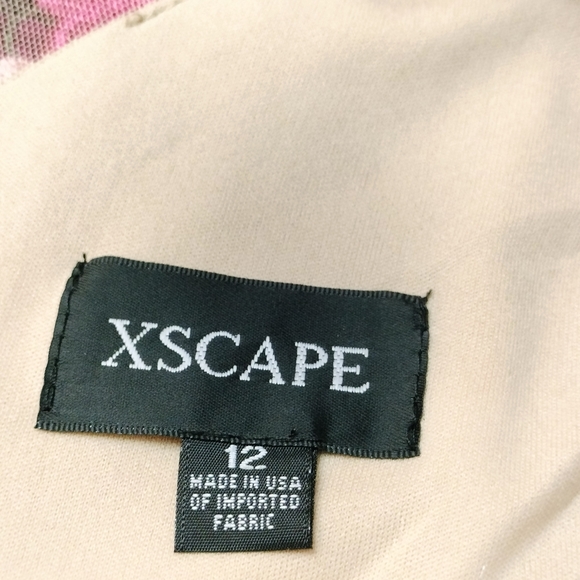 XSCAPE
12
MADE IN USA
OF IMPORTED
FABRIC